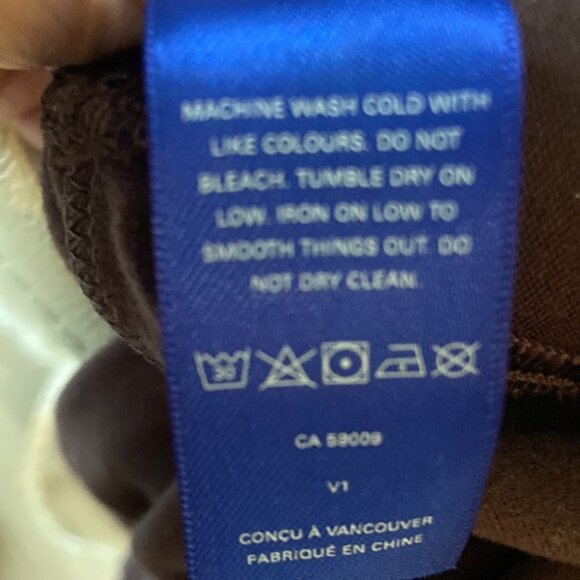 MACHINE WASH COLD WITH
LIKE COLOURS. DO NOT
BLEACH. TUMBLE DRY ON
LOW. IRON ON LOW TO
SMOOTH THINGS OUT. DO
NOT DRY CLEAN.
30
CA 59009
V1
CONÇU À VANCOUVER
FABRIQUÉ EN CHINE